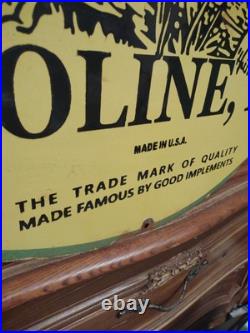 OLINE,
MADE IN U.S.A.
THE TRADE MARK OF QUALITY
MADE FAMOUS BY GOOD IMPLEMENTS